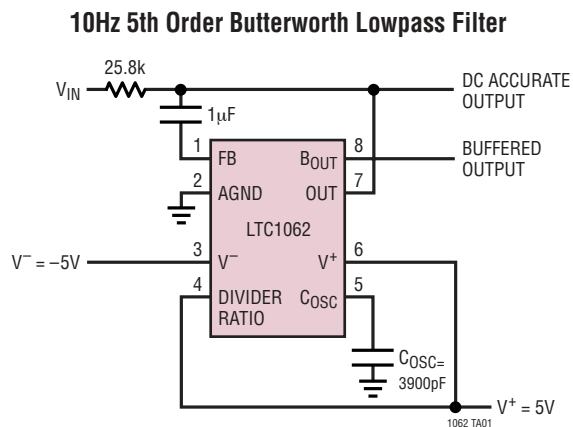 10Hz 5th Order Butterworth Lowpass Filter
25.8k
VIN
DC ACCURATE
OUTPUT
1μF
1
8
FB
BOUT
BUFFERED
OUTPUT
2
7
AGND
OUT
LTC1062
3
6
V− = −5V
V−
V+
4
5
DIVIDER
RATIO
COSC
COSC=
3900pF
V+ = 5V
1062 TA01